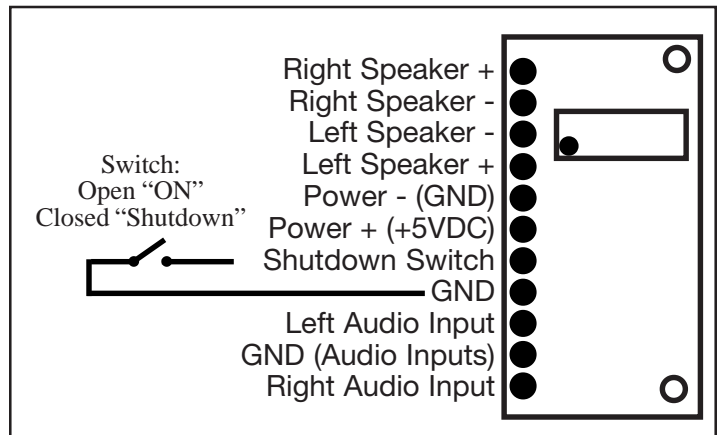 Right Speaker +
Right Speaker -
Left Speaker -
Left Speaker +
Power - (GND)
Power + (+5VDC)
Shutdown Switch
GND
Left Audio Input
GND (Audio Inputs)
Right Audio Input
Switch:
Open “ON”
Closed “Shutdown”